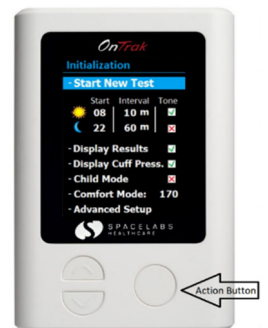 OnTrak
Initialization
- Start New Test
Start Interval Tone
08 10 m
22 60 m
- Display Results
- Display Cuff Press.
- Child Mode
- Comfort Mode: 170
- Advanced Setup
SPACELABS
HEALTHCARE
Action Button